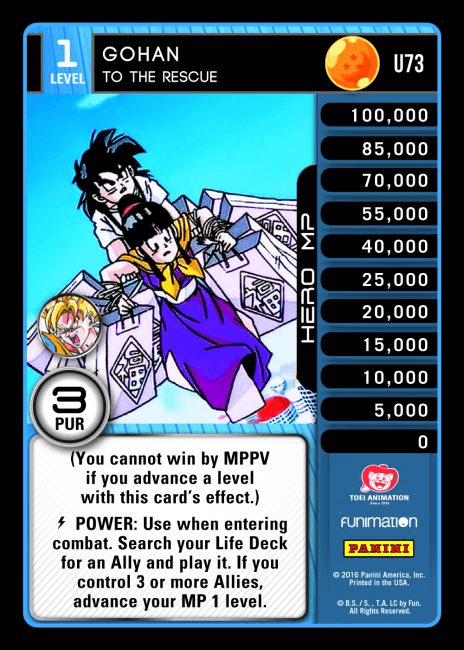 1
LEVEL
GOHAN
TO THE RESCUE
U73
100,000
85,000
70,000
55,000
40,000
25,000
20,000
15,000
10,000
5,000
0
HERO MP
3
PUR
(You cannot win by MPPV
if you advance a level
with this card's effect.)
POWER: Use when entering
combat. Search your Life Deck
for an Ally and play it. If you
control 3 or more Allies,
advance your MP 1 level.
TOEI ANIMATION
Since 1956
FUNIMATION
PANINI
© 2016 Panini America, Inc.
Printed in the USA.
© B.S. / S. , T.A. LC by Fun.
All Rights Reserved.